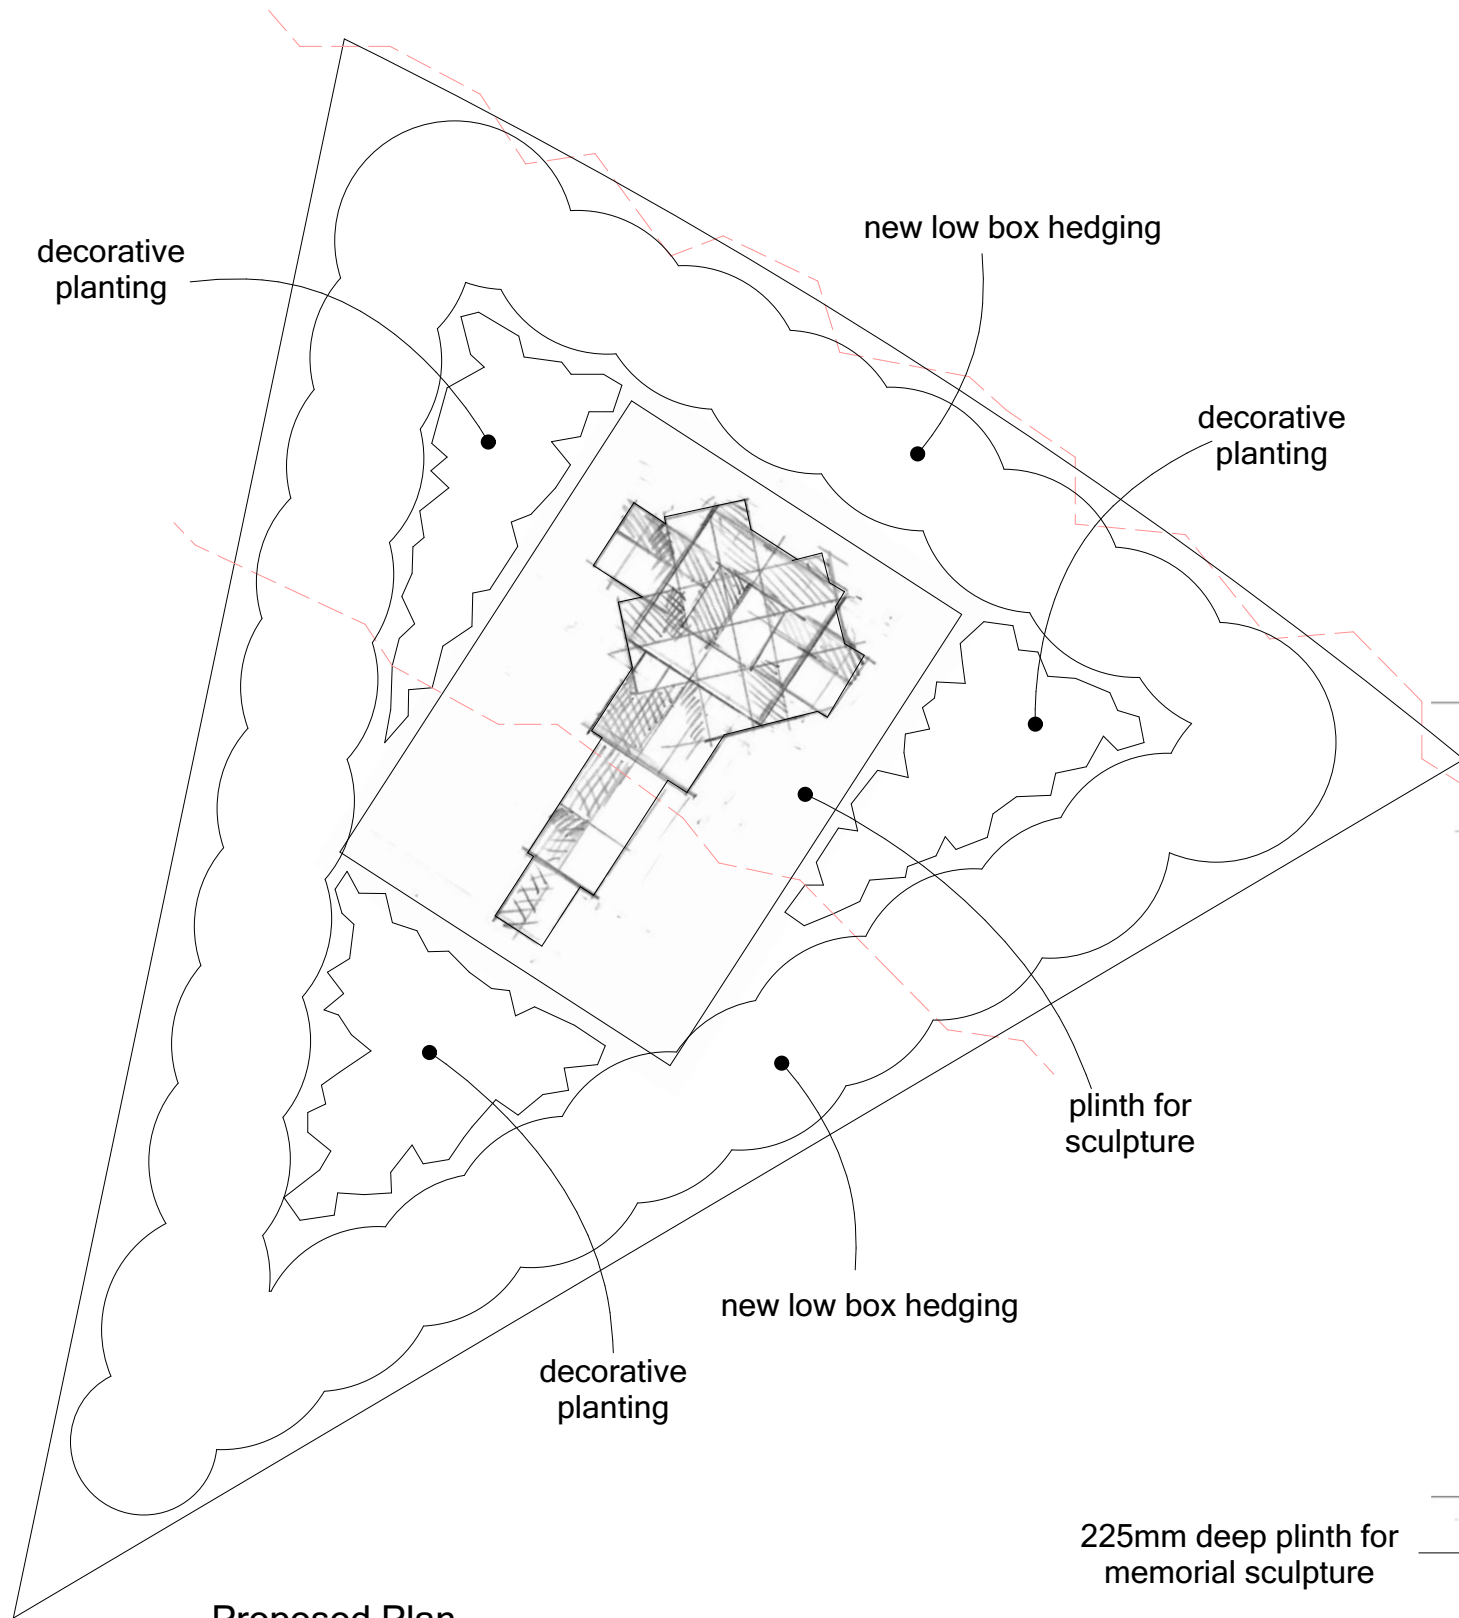 new low box hedging
decorative
planting
decorative
planting
plinth for
sculpture
new low box hedging
decorative
planting
225mm deep plinth for
memorial sculpture
Proposed Plan